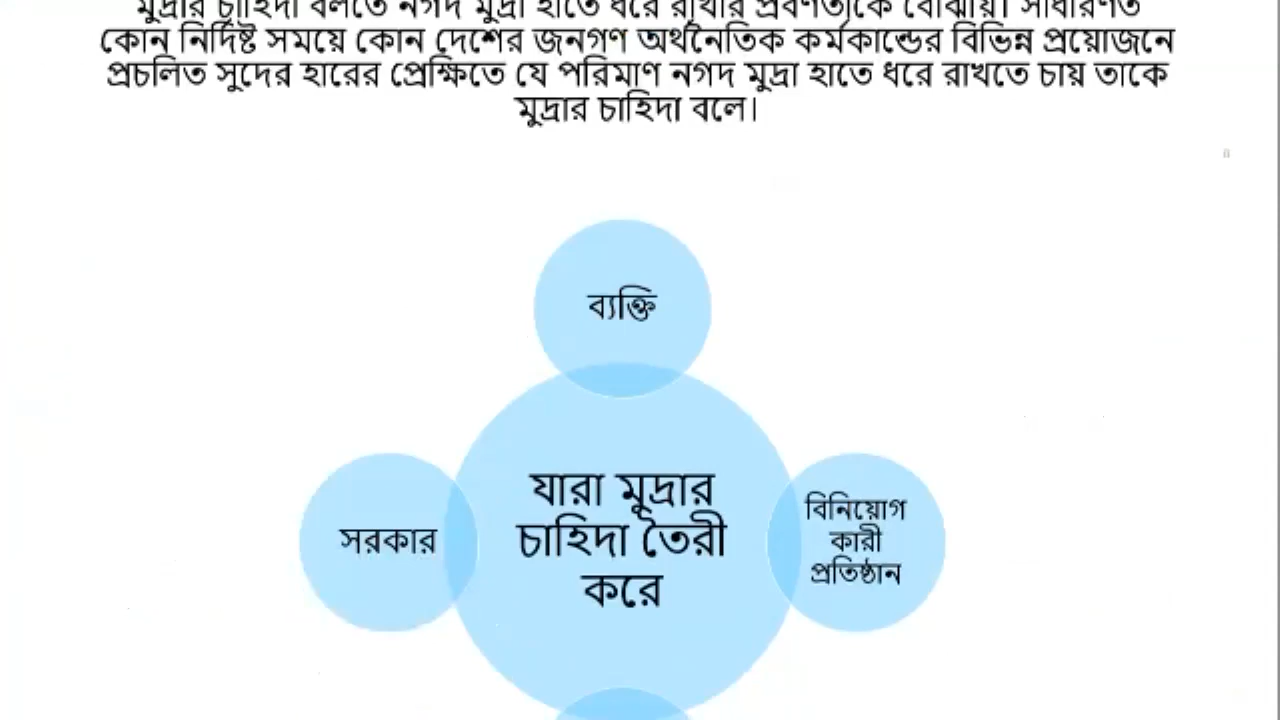 মুদ্রার চাহিদা বলতে নগদ মুদ্রা হাতে ধরে রাখার প্রবণতাকে বোঝায়। সাধারণত
কোন নির্দিষ্ট সময়ে কোন দেশের জনগণ অর্থনৈতিক কর্মকান্ডের বিভিন্ন প্রয়োজনে
প্রচলিত সুদের হারের প্রেক্ষিতে যে পরিমাণ নগদ মুদ্রা হাতে ধরে রাখতে চায় তাকে
মুদ্রার চাহিদা বলে।
ব্যক্তি
যারা মুদ্রার
চাহিদা তৈরী
করে
সরকার
বিনিয়োগ
কারী
প্রতিষ্ঠান